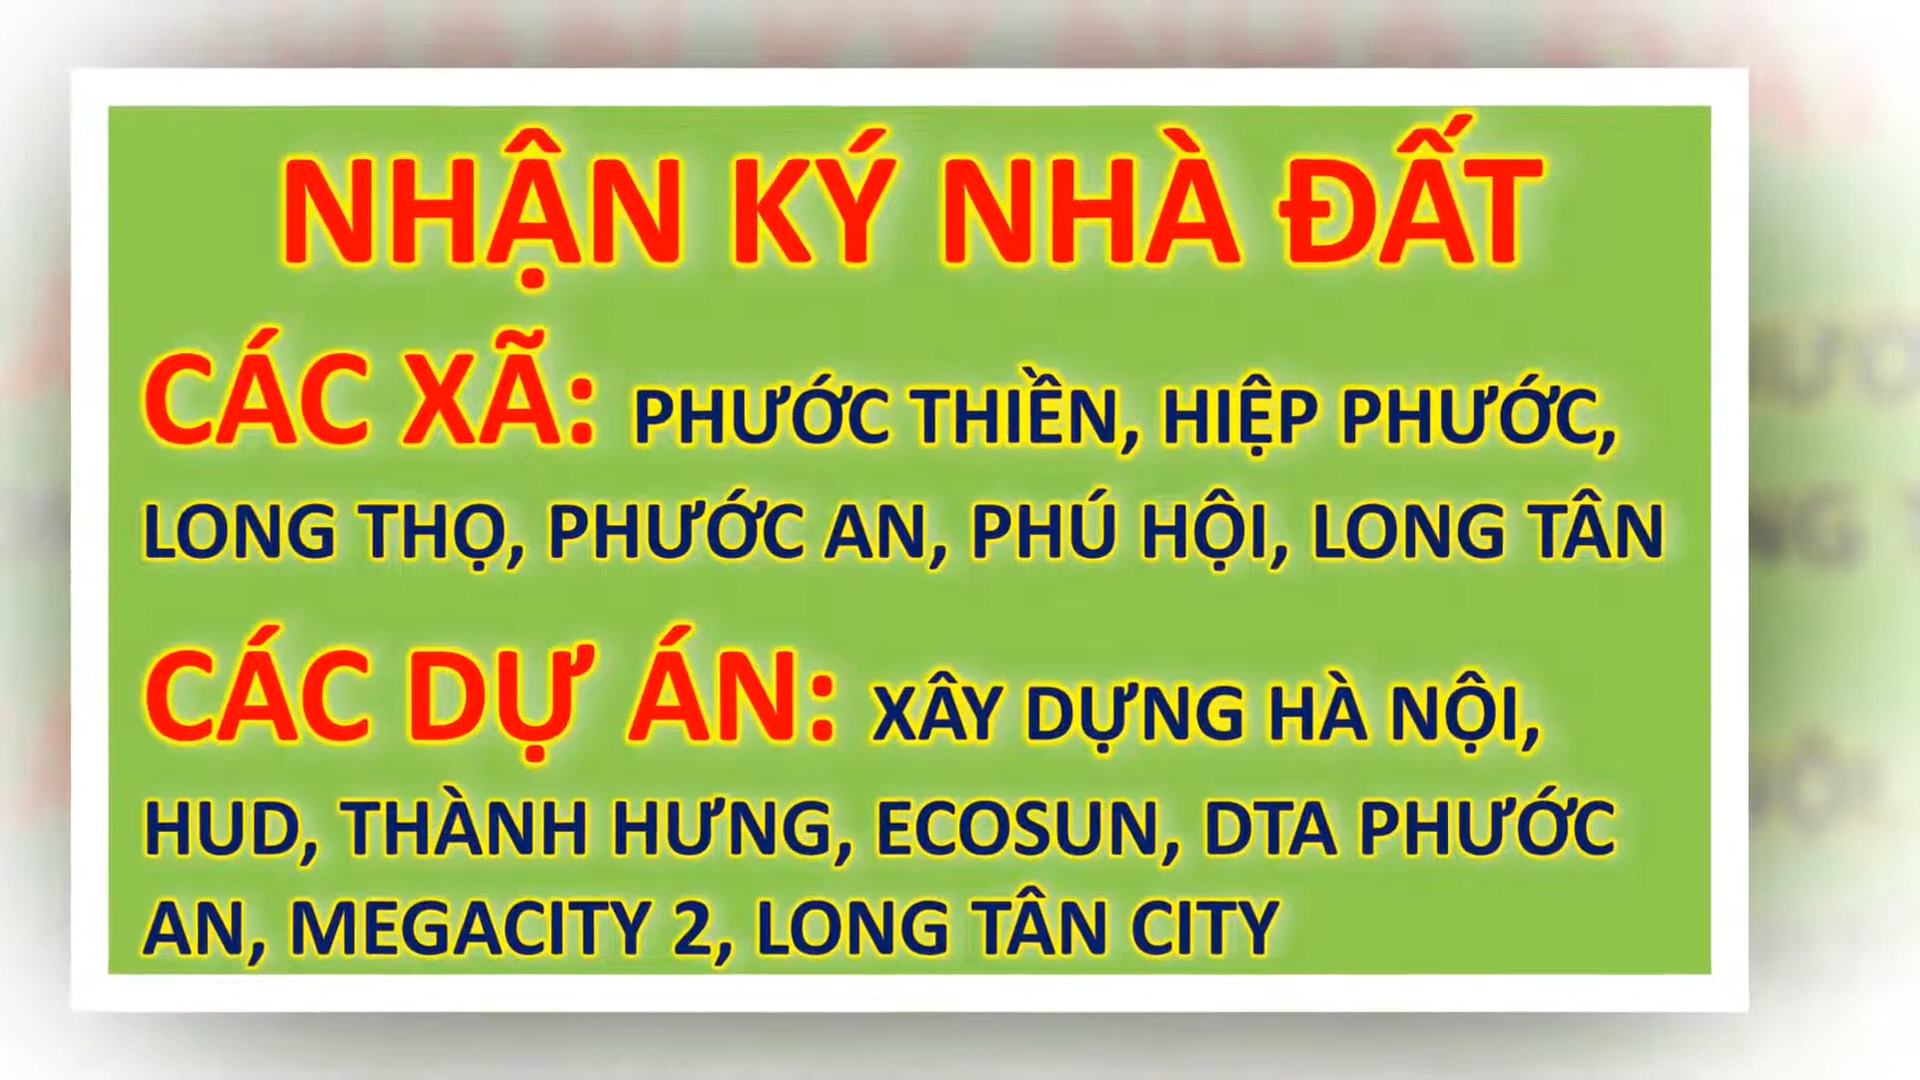 NHẬN KÝ NHÀ ĐẤT
CÁC XÃ: PHƯỚC THIỀN, HIỆP PHƯỚC,
LONG THỌ, PHƯỚC AN, PHÚ HỘI, LONG TÂN
CÁC DỰ ÁN: XÂY DỰNG HÀ NỘI,
HUD, THÀNH HƯNG, ECOSUN, DTA PHƯỚC
AN, MEGACITY 2, LONG TÂN CITY